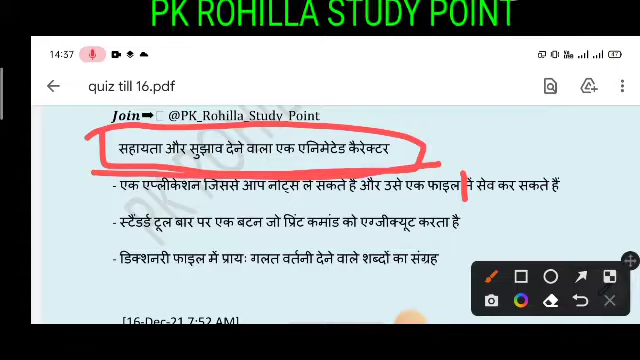 PK ROHILLA STUDY POINT
14:37
47
quiz till 16.pdf
Join➡ @PK_Rohilla_Study_Point
सहायता और सुझाव देने वाला एक एनिमेटेड कैरेक्टर
- एक एप्लीकेशन जिससे आप नोट्स ले सकते है और उसे एक फाइल में सेव कर सकते हैं
- स्टैंडर्ड टूल बार पर एक बटन जो प्रिंट कमांड को एग्जीक्यूट करता है
- डिक्शनरी फाइल में प्रायः गलत वर्तनी देने वाले शब्दों का संग्रह
[16-Dec-21 7:52 AM]